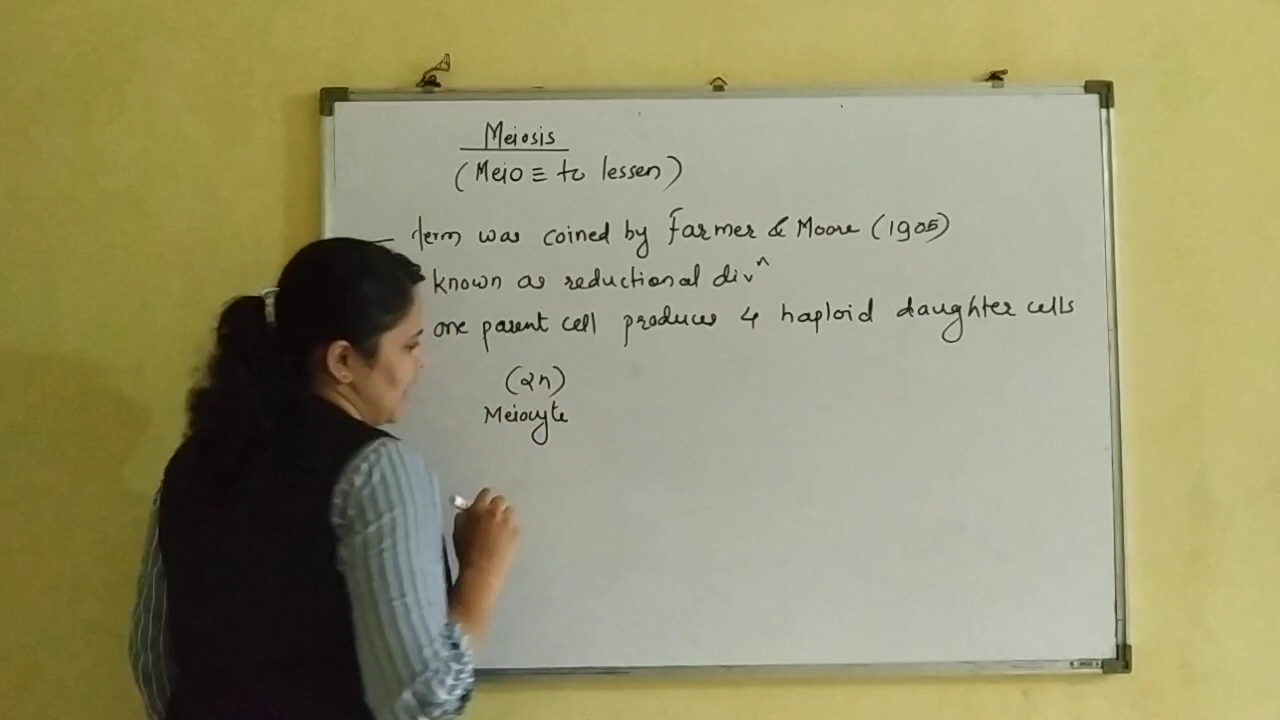 Meiosis
(Meio ≡ to lessen)
— term was coined by Farmer & Moore (1905)
known as reductional divⁿ
one parent cell produces 4 haploid daughter cells
(2n)
Meiocyte